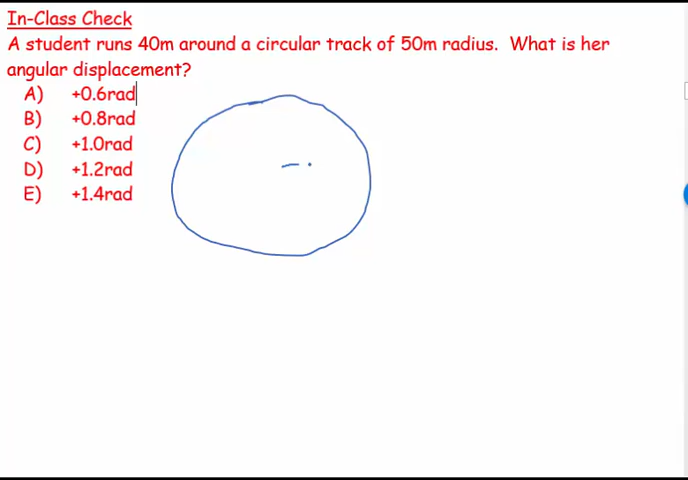 In-Class Check
A student runs 40m around a circular track of 50m radius. What is her
angular displacement?
A) +0.6rad
B) +0.8rad
C) +1.0rad
D) +1.2rad
E) +1.4rad